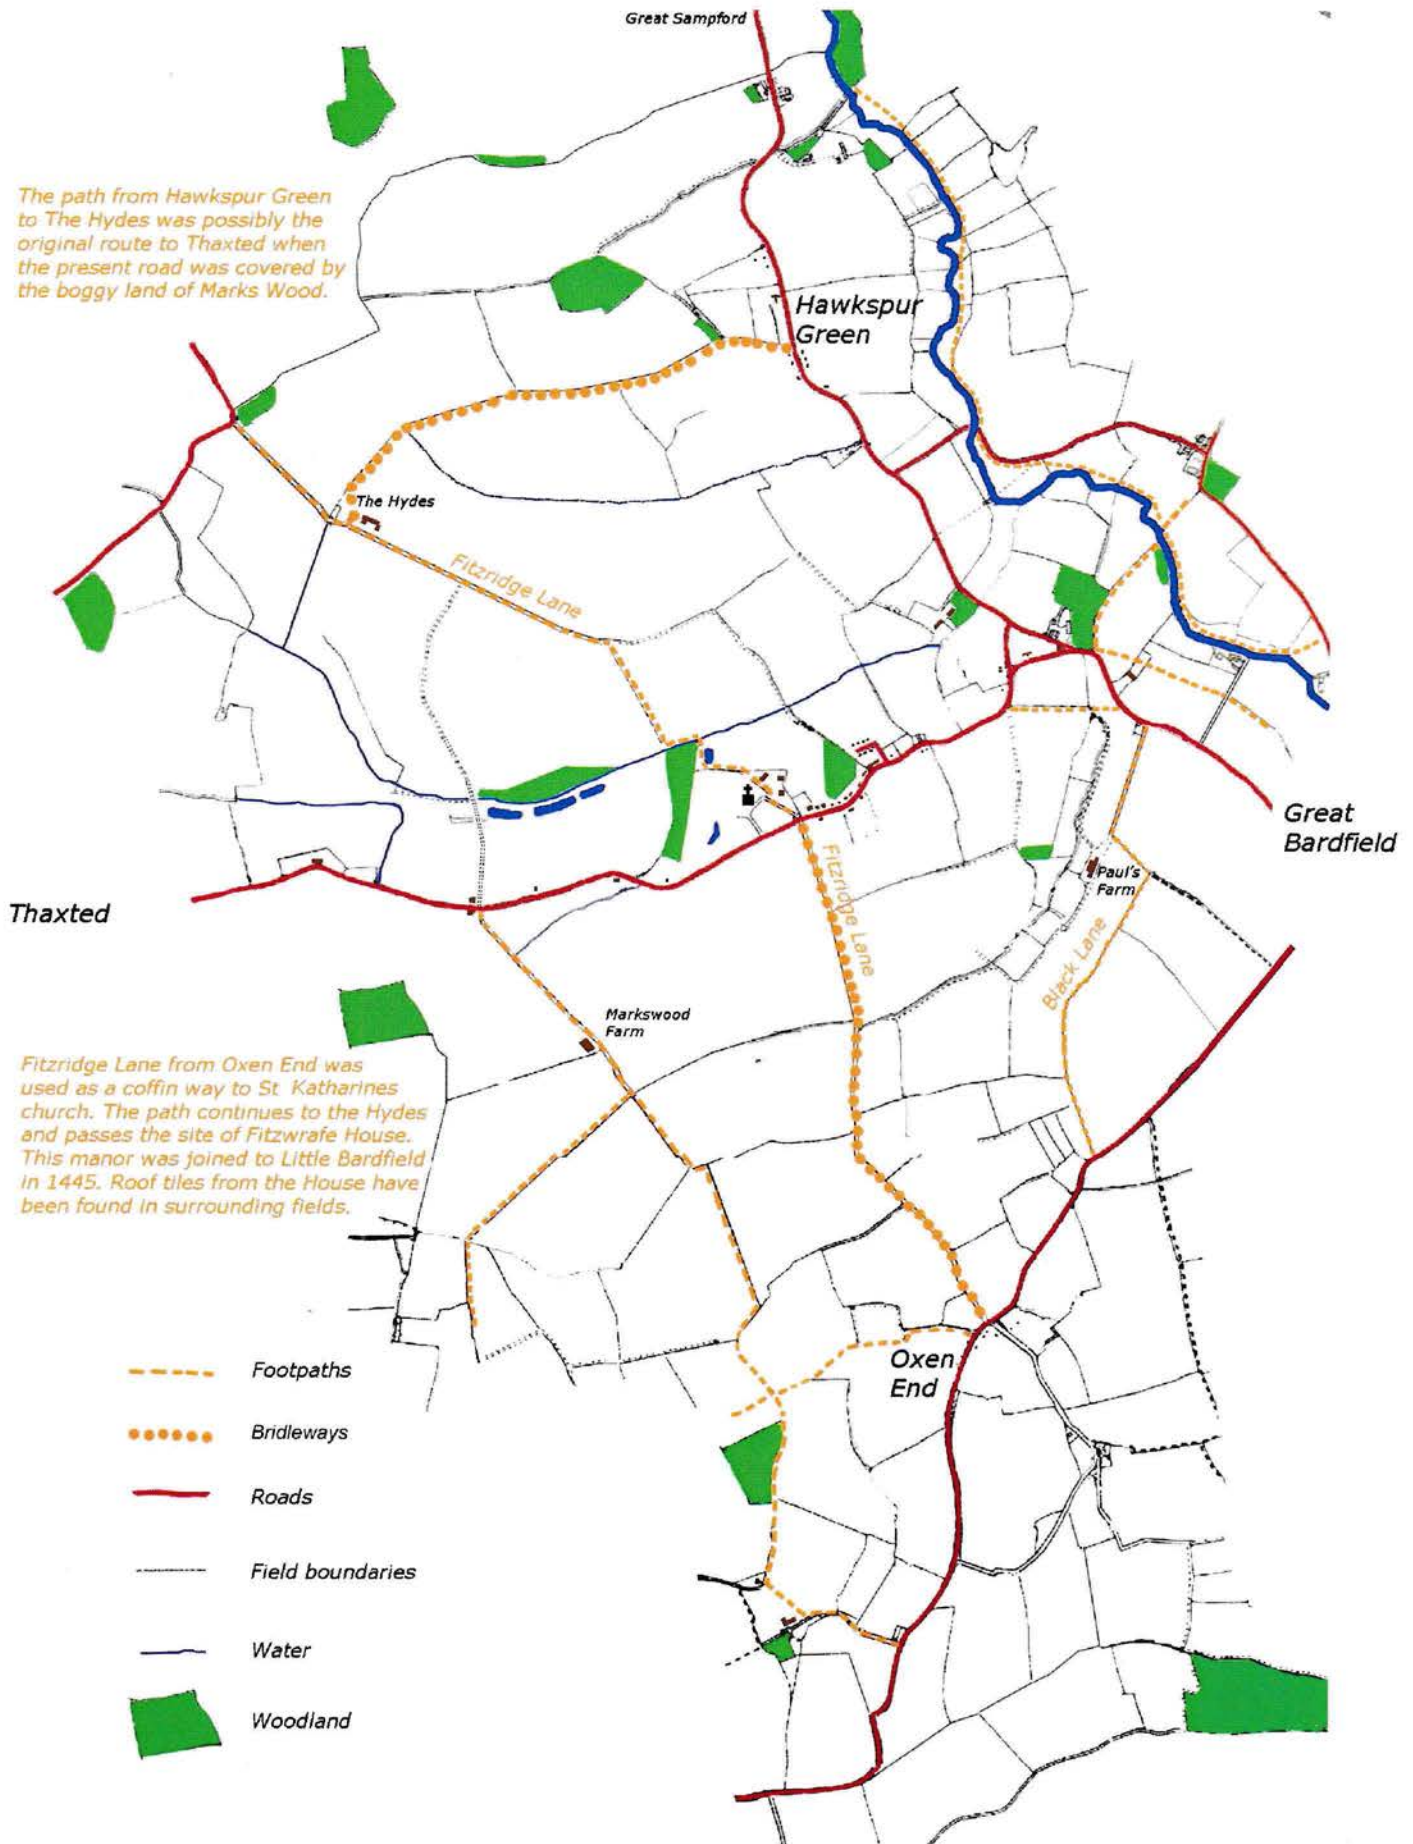 Great Sampford
The path from Hawkspur Green
to The Hydes was possibly the
original route to Thaxted when
the present road was covered by
the boggy land of Marks Wood.
Hawkspur
Green
The Hydes
Fitzridge Lane
Great
Bardfield
Fitzridge Lane
Paul's
Farm
Thaxted
Black Lane
Markswood
Farm
Fitzridge Lane from Oxen End was
used as a coffin way to St Katharines
church. The path continues to the Hydes
and passes the site of Fitzwrafe House.
This manor was joined to Little Bardfield
in 1445. Roof tiles from the House have
been found in surrounding fields.
Oxen
End
Footpaths
Bridleways
Roads
Field boundaries
Water
Woodland